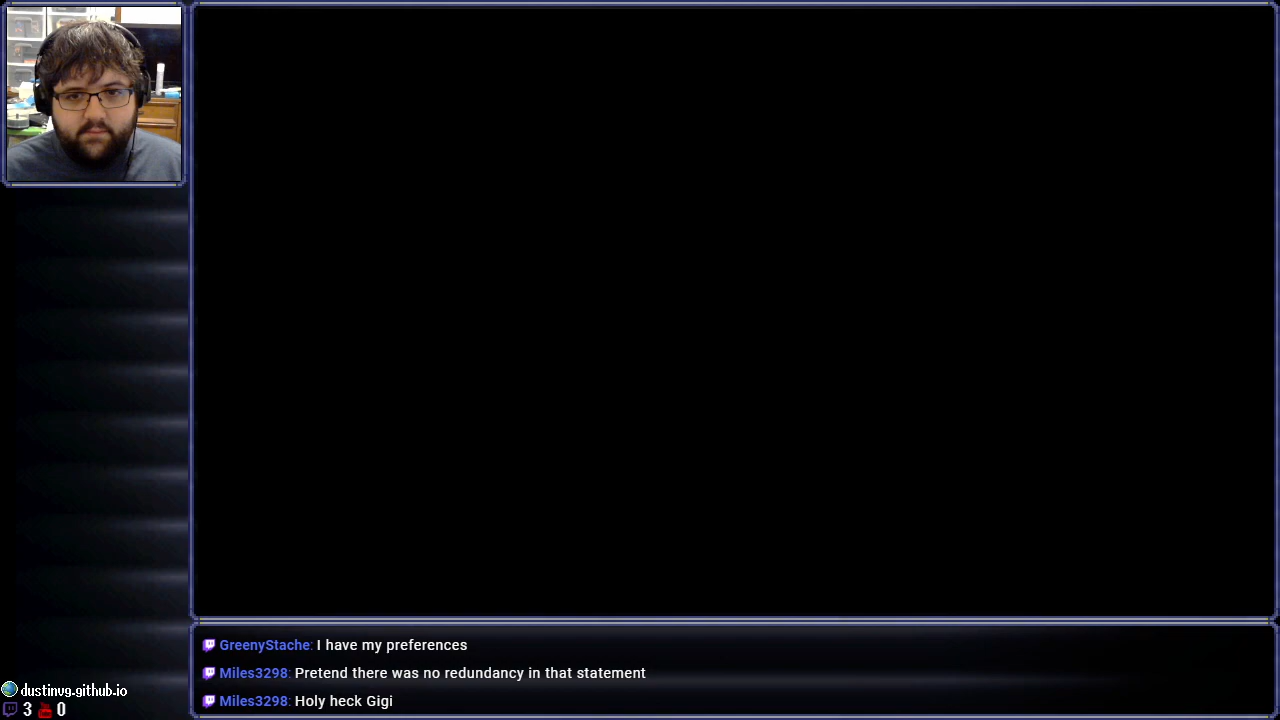 GreenyStache: I have my preferences
Miles3298: Pretend there was no redundancy in that statement
Miles3298: Holy heck Gigi
dustinvg.github.io
3 0